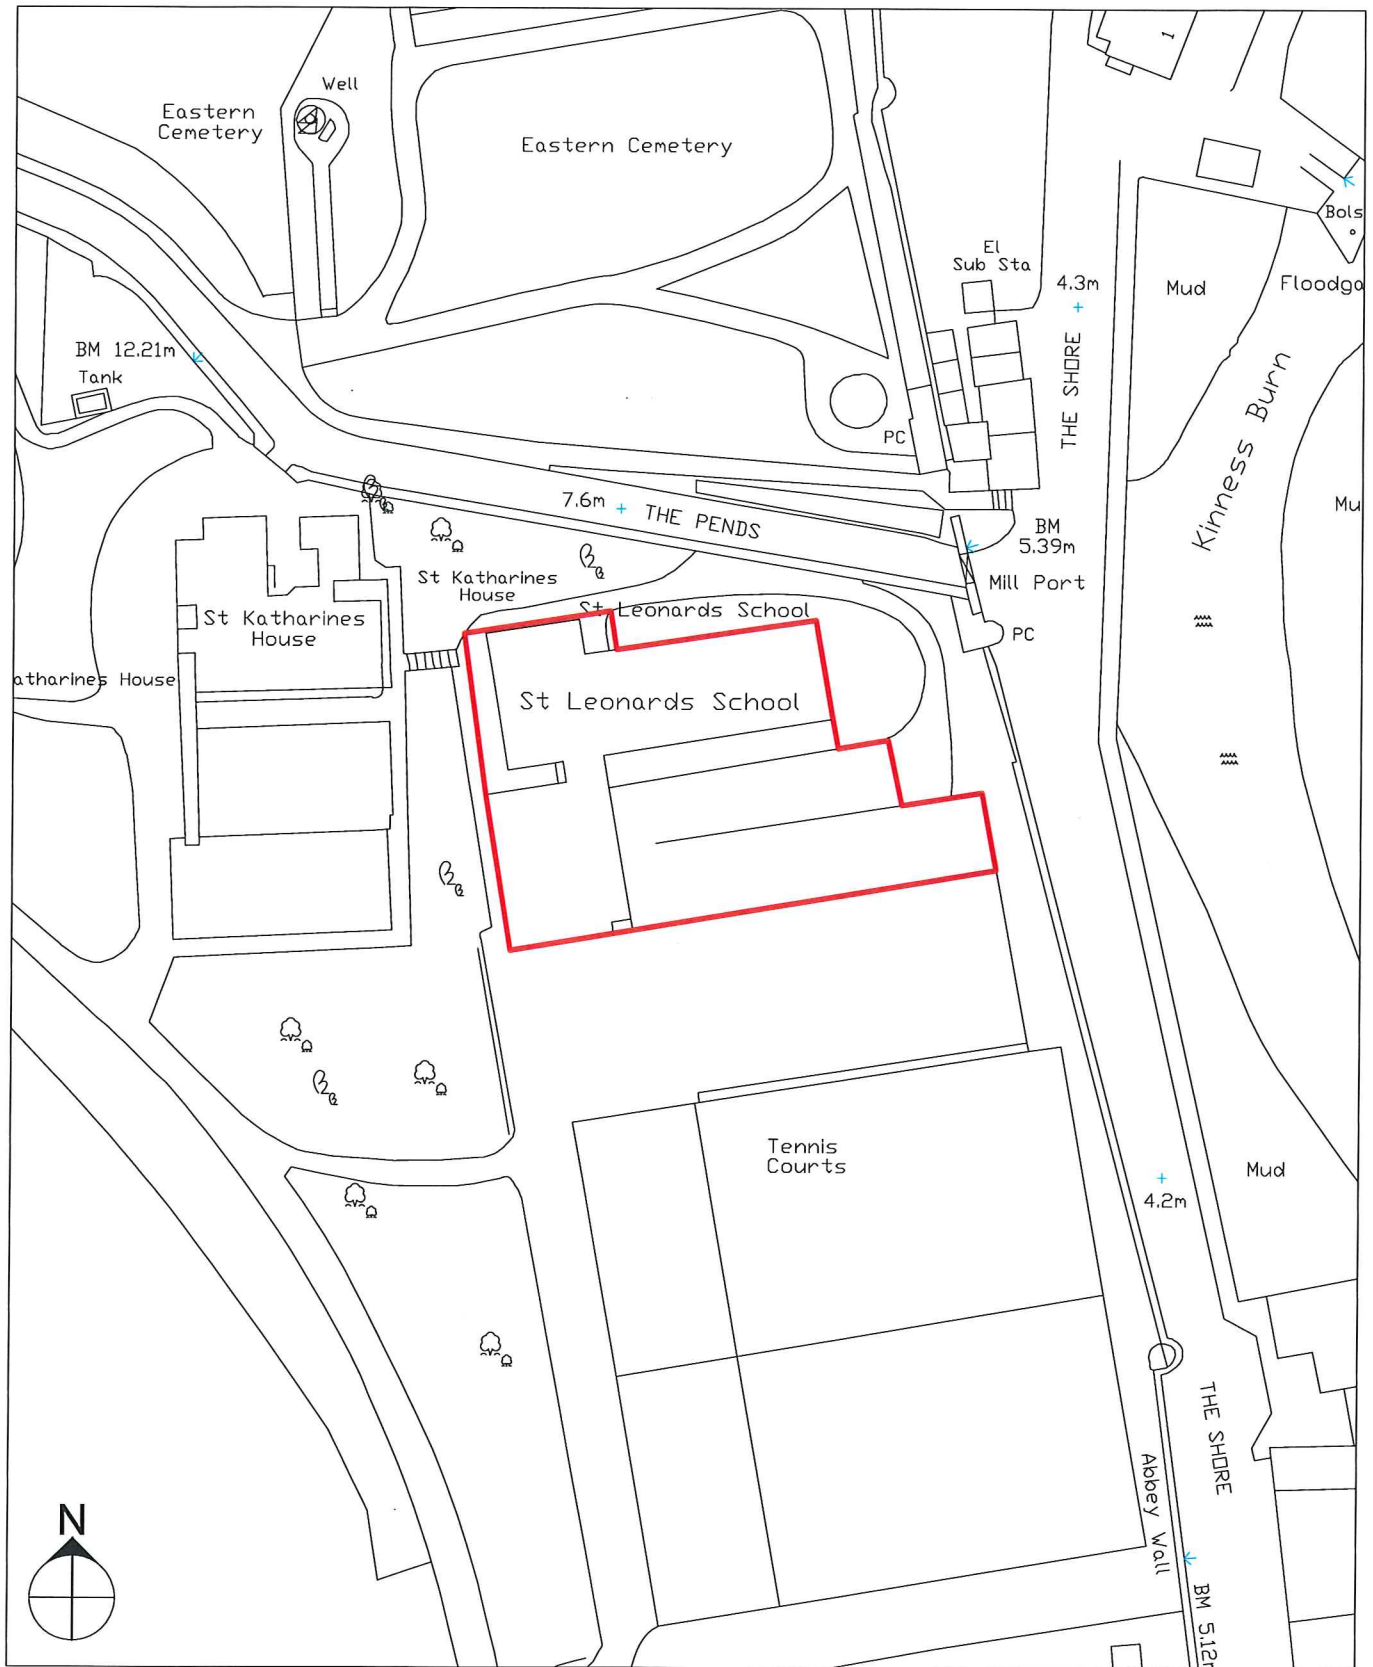 1
Well
Eastern
Cemetery
Eastern Cemetery
Bols
El
Sub Sta
4.3m
Mud
Floodga
THE SHORE
BM 12.21m
Tank
Kinness Burn
PC
7.6m
THE PENDS
Mu
BM
5.39m
St Katharines
House
Mill Port
St Leonards School
St Katharines
House
PC
atharines House
St Leonards School
Tennis
Courts
Mud
4.2m
THE SHORE
Abbey Wall
N
BM 5.12m